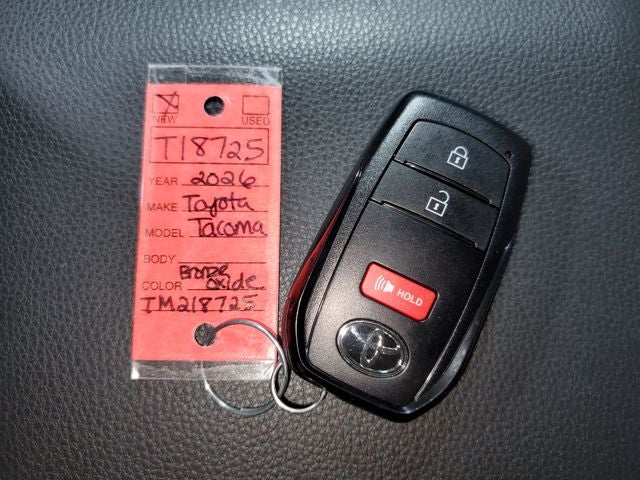 NEW USED
T18725
YEAR 2026
MAKE Toyota
MODEL Tacoma
BODY
COLOR Bronze oxide
TM218725
HOLD